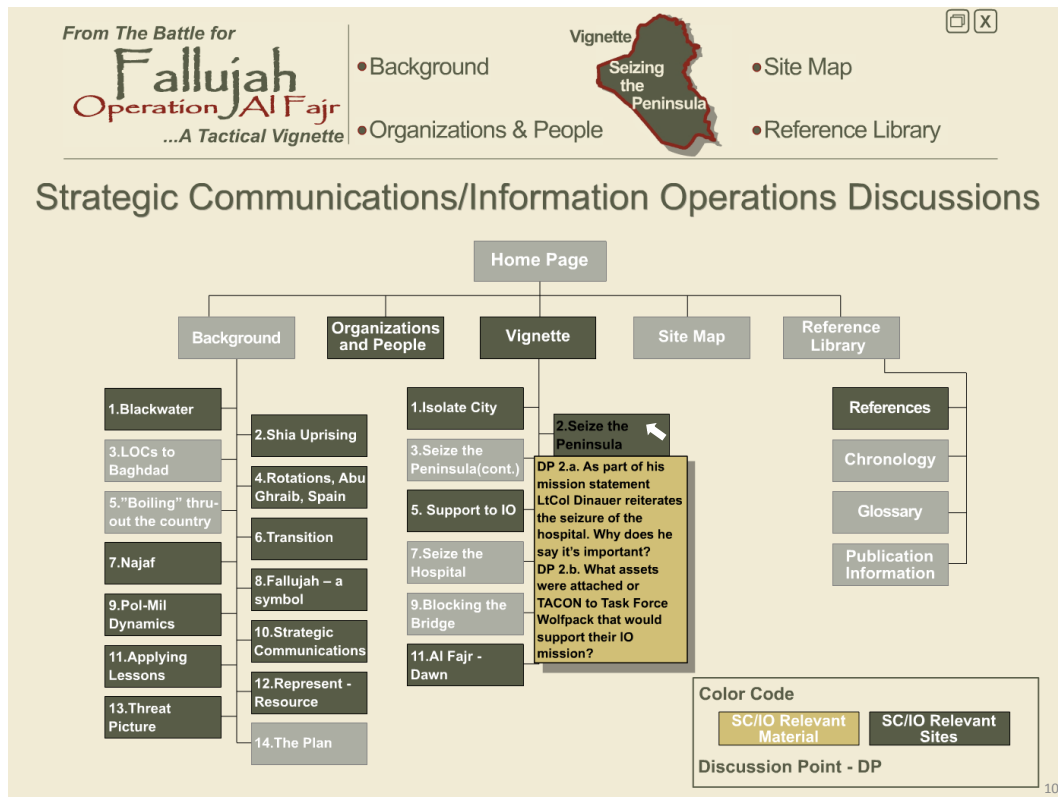 From The Battle for
Fallujah
Operation Al Fajr
...A Tactical Vignette
Background
Organizations & People
Vignette
Seizing
the
Peninsula
Site Map
Reference Library
X
Strategic Communications/Information Operations Discussions
Home Page
Background
Organizations
and People
Vignette
Site Map
Reference
Library
1.Blackwater
2.Shia Uprising
3.LOCs to
Baghdad
4.Rotations, Abu
Ghraib, Spain
5."Boiling" thru-
out the country
6.Transition
7.Najaf
8.Fallujah – a
symbol
9.Pol-Mil
Dynamics
10.Strategic
Communications
11.Applying
Lessons
12.Represent -
Resource
13.Threat
Picture
14.The Plan
1.Isolate City
2.Seize the
Peninsula
3.Seize the
Peninsula(cont.)
5. Support to IO
7.Seize the
Hospital
9.Blocking the
Bridge
11.Al Fajr -
Dawn
DP 2.a. As part of his
mission statement
LtCol Dinauer reiterates
the seizure of the
hospital. Why does he
say it's important?
DP 2.b. What assets
were attached or
TACON to Task Force
Wolfpack that would
support their IO
mission?
References
Chronology
Glossary
Publication
Information
Color Code
SC/IO Relevant
Material
SC/IO Relevant
Sites
Discussion Point - DP
10